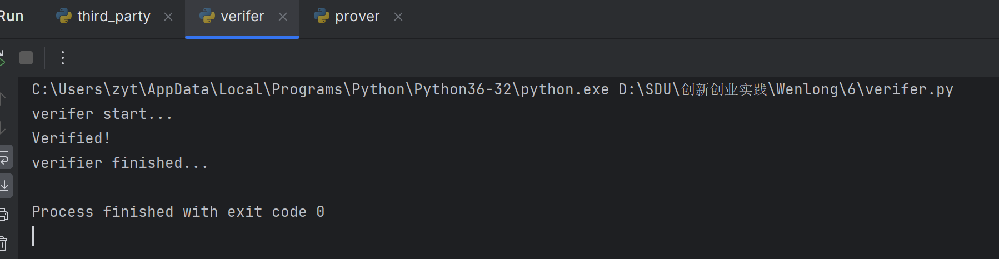 Run third_party verifer prover
C:\Users\zyt\AppData\Local\Programs\Python\Python36-32\python.exe D:\SDU\创新创业实践\Wenlong\6\verifer.py
verifer start...
Verified!
verifier finished...
Process finished with exit code 0